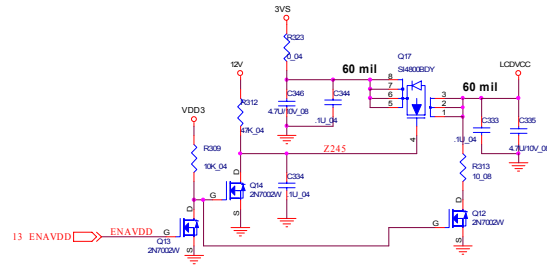 3VS
R323
0_04
60 mil
Q17
SI4800BDY
LCDVCC
12V
8
7
6
5
3
2
1
4
60 mil
C346
4.7U/10V_08
C344
.1U_04
C333
.1U_04
C335
4.7U/10V_08
VDD3
R312
47K_04
R309
10K_04
Z245
R313
10_08
C334
.1U_04
D
G
S
Q14
2N7002W
D
G
S
Q12
2N7002W
13 ENAVDD
ENAVDD
D
G
S
Q13
2N7002W